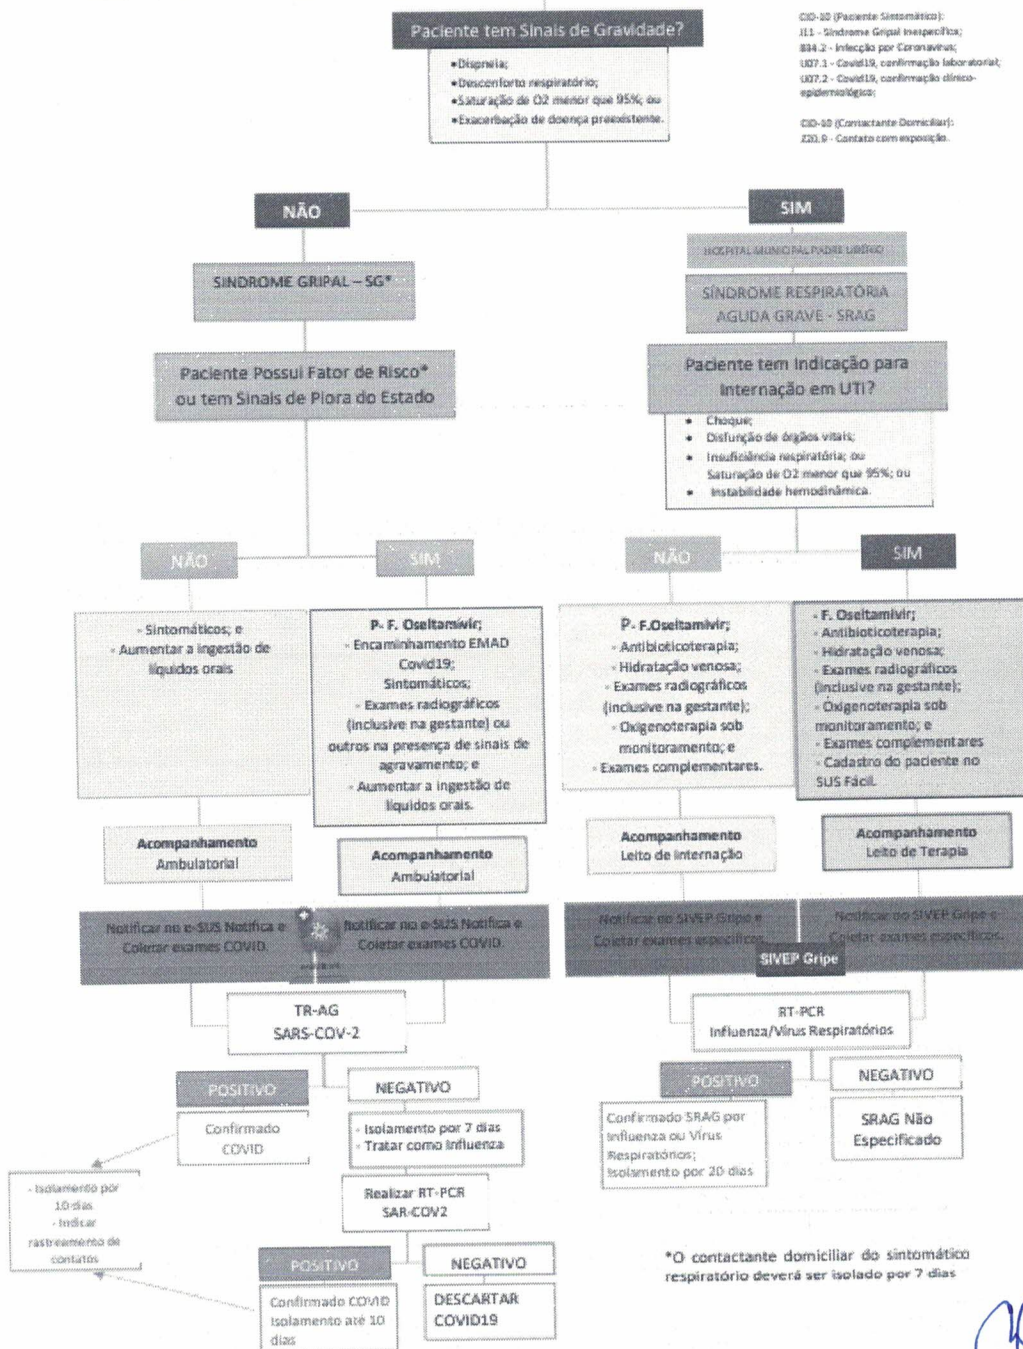 Paciente tem Sinais de Gravidade?
•Dispneia;
•Desconforto respiratório;
•Saturação de O2 menor que 95%; ou
•Exacerbação de doença preexistente.
CID-10 (Paciente Sintomático):
J11 - Síndrome Gripal Inespecífica;
B34.2 - Infecção por Coronavírus;
U07.1 - Covid19, confirmação laboratorial;
U07.2 - Covid19, confirmação clínico-
epidemiológico;
CID-10 (Contactante Domiciliar):
Z20.9 - Contato com exposição.
NÃO
SIM
HOSPITAL MUNICIPAL PADRE
SINDROME GRIPAL – SG*
SÍNDROME RESPIRATÓRIA
AGUDA GRAVE - SRAG
Paciente Possui Fator de Risco*
ou tem Sinais de Piora do Estado
Paciente tem Indicação para
Internação em UTI?
• Choque;
• Disfunção de órgãos vitais;
• Insuficiência respiratória; ou
Saturação de O2 menor que 95%; ou
• Instabilidade hemodinâmica.
NÃO
SIM
NÃO
SIM
- Sintomáticos; e
- Aumentar a ingestão de
líquidos orais
P- F. Oseltamivir;
- Encaminhamento EMAD
Covid19;
Sintomáticos;
- Exames radiográficos
(inclusive na gestante) ou
outros na presença de sinais de
agravamento; e
- Aumentar a ingestão de
líquidos orais.
P- F.Oseltamivir;
- Antibioticoterapia;
- Hidratação venosa;
- Exames radiográficos
(inclusive na gestante);
- Oxigenoterapia sob
monitoramento; e
- Exames complementares.
- F. Oseltamivir;
- Antibioticoterapia;
- Hidratação venosa;
- Exames radiográficos
(inclusive na gestante);
- Oxigenoterapia sob
monitoramento; e
- Exames complementares
- Cadastro do paciente no
SUS Fácil.
Acompanhamento
Ambulatorial
Acompanhamento
Ambulatorial
Acompanhamento
Leito de Internação
Acompanhamento
Leito de Terapia
Notificar no e-SUS Notifica e
Coletar exames COVID.
Notificar no e-SUS Notifica e
Coletar exames COVID.
Notificar no SIVEP Gripe e
Coletar exames específicos.
Notificar no SIVEP Gripe e
Coletar exames específicos.
SIVEP Gripe
TR-AG
SARS-COV-2
RT-PCR
Influenza/Vírus Respiratórios
POSITIVO
NEGATIVO
POSITIVO
NEGATIVO
Confirmado
COVID
- Isolamento por 7 dias
- Tratar como Influenza
Confirmado SRAG por
Influenza ou Vírus
Respiratórios;
Isolamento por 20 dias
SRAG Não
Especificado
- Isolamento por
10 dias
- Indicar
rastreamento de
contatos
Realizar RT-PCR
SAR-COV2
POSITIVO
NEGATIVO
Confirmado COVID
Isolamento até 10
dias
DESCARTAR
COVID19
*O contactante domiciliar do sintomático
respiratório deverá ser isolado por 7 dias